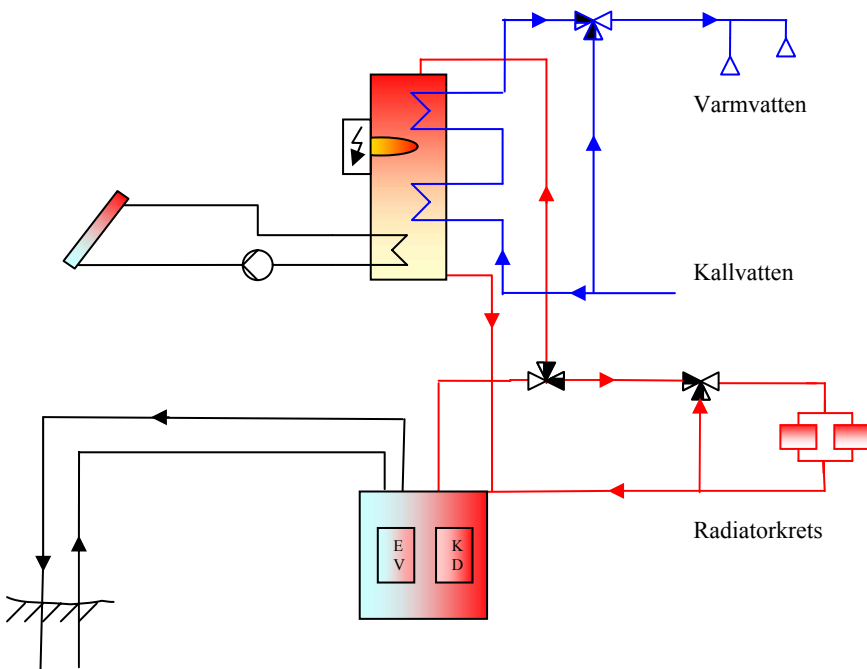 Varmvatten
Kallvatten
E K
V D
Radiatorkrets